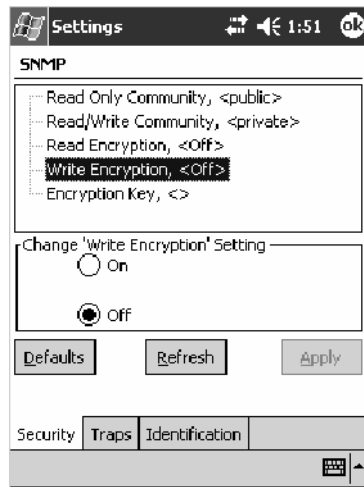 Settings 1:51 ok
SNMP
Read Only Community, <public>
Read/Write Community, <private>
Read Encryption, <Off>
Write Encryption, <Off>
Encryption Key, <>
Change 'Write Encryption' Setting
On
Off
Defaults Refresh Apply
Security Traps Identification